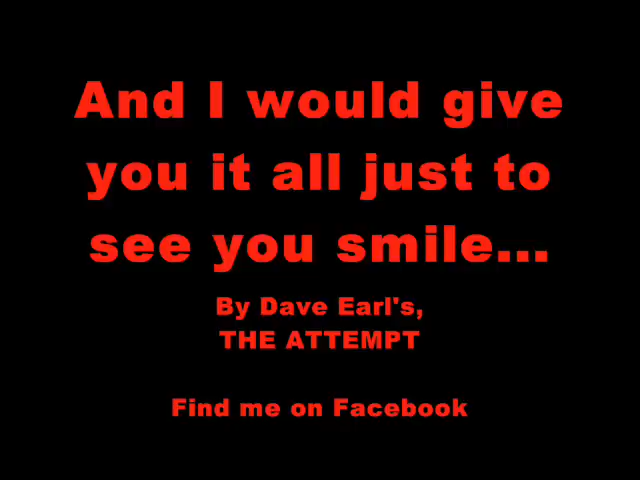 And I would give
you it all just to
see you smile...
By Dave Earl's,
THE ATTEMPT
Find me on Facebook